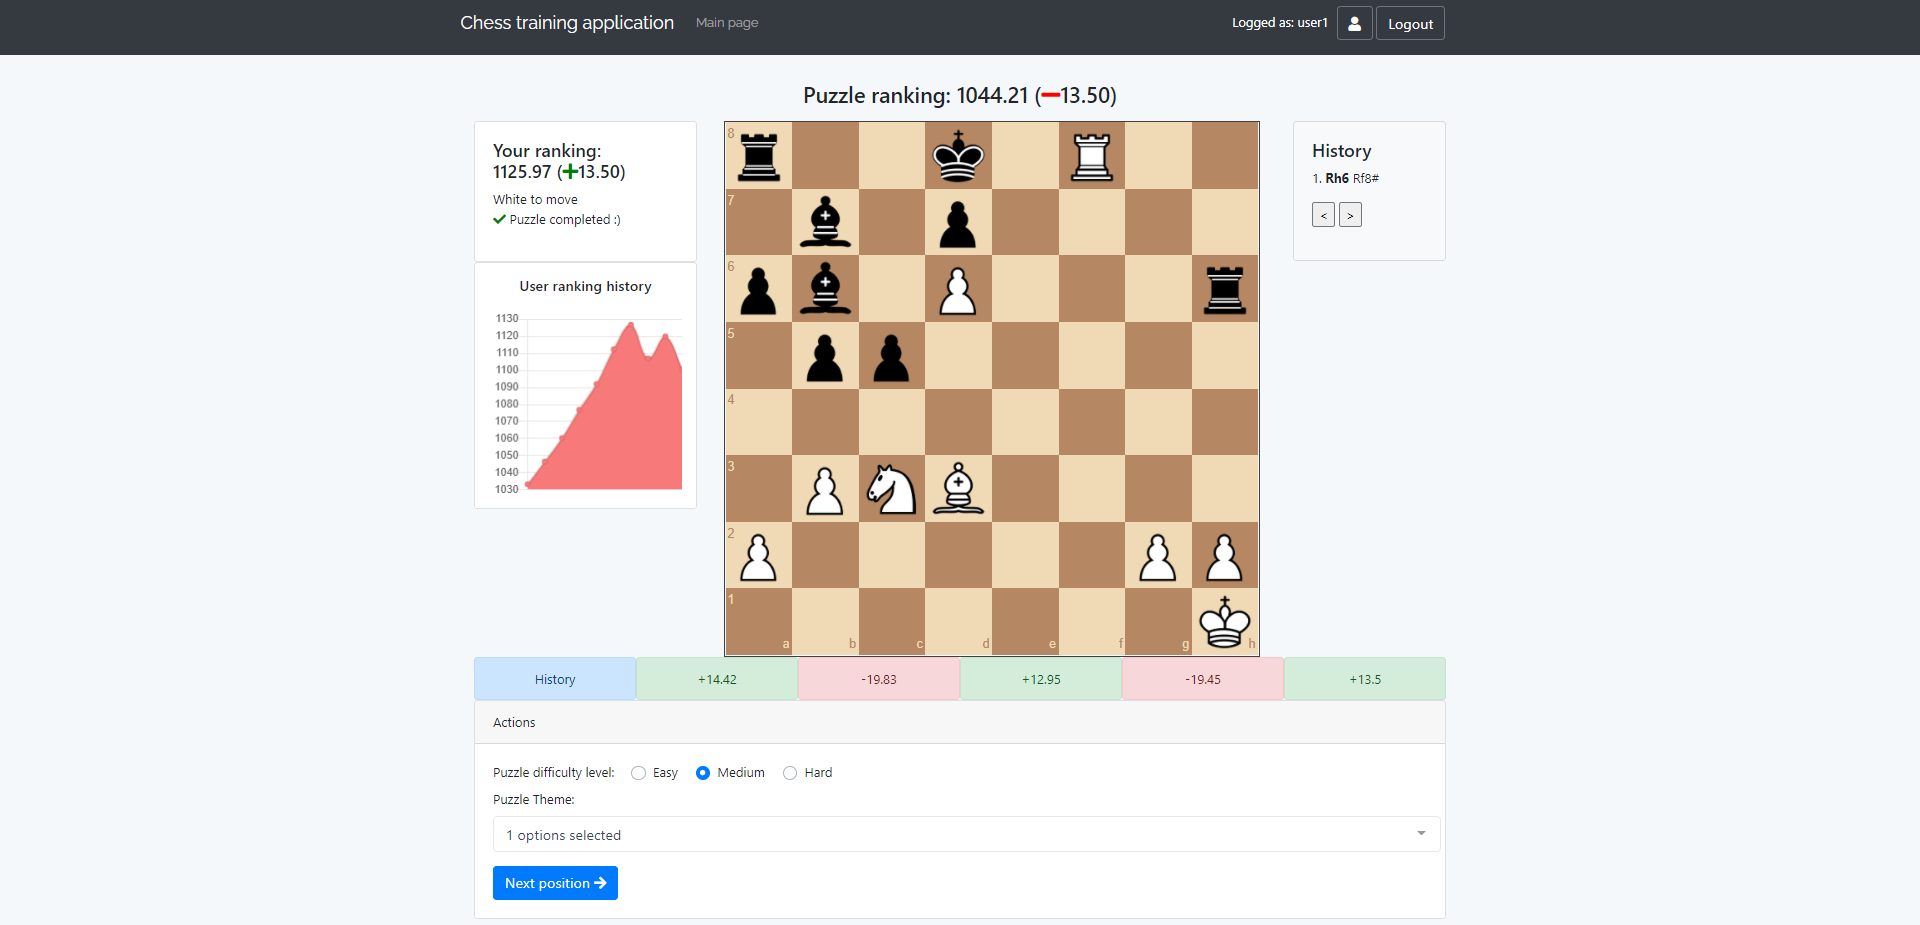 Chess training application Main page Logged as: user1 Logout
Puzzle ranking: 1044.21 (13.50)
Your ranking:
1125.97 (13.50)
White to move
Puzzle completed :)
User ranking history
1130
1120
1110
1100
1090
1080
1070
1060
1050
1040
1030
8
7
6
5
4
3
2
1
a b c d e f g h
History
1. Rh6 Rf8#
< >
History +14.42 -19.83 +12.95 -19.45 +13.5
Actions
Puzzle difficulty level: Easy Medium Hard
Puzzle Theme:
1 options selected
Next position